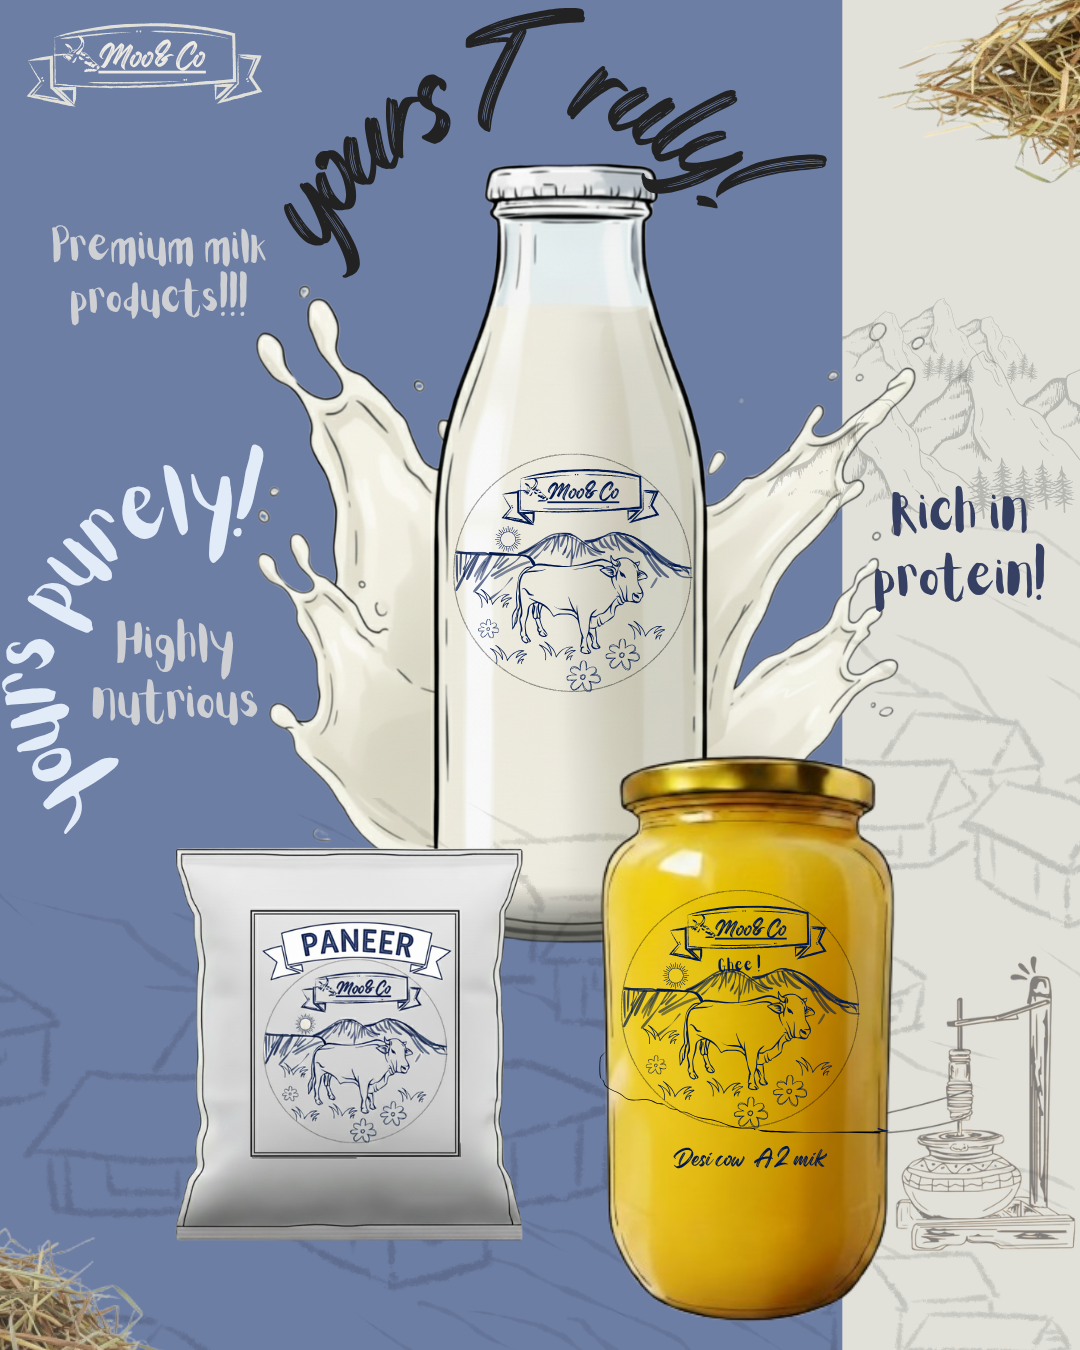 Moo& Co
yours Truly!
Premium milk
products!!!
yours purely!
Highly
nutrious
Rich in
protein!
Moo& Co
PANEER
Moo& Co
Moo& Co
Ghee!
Desi cow A2 mik